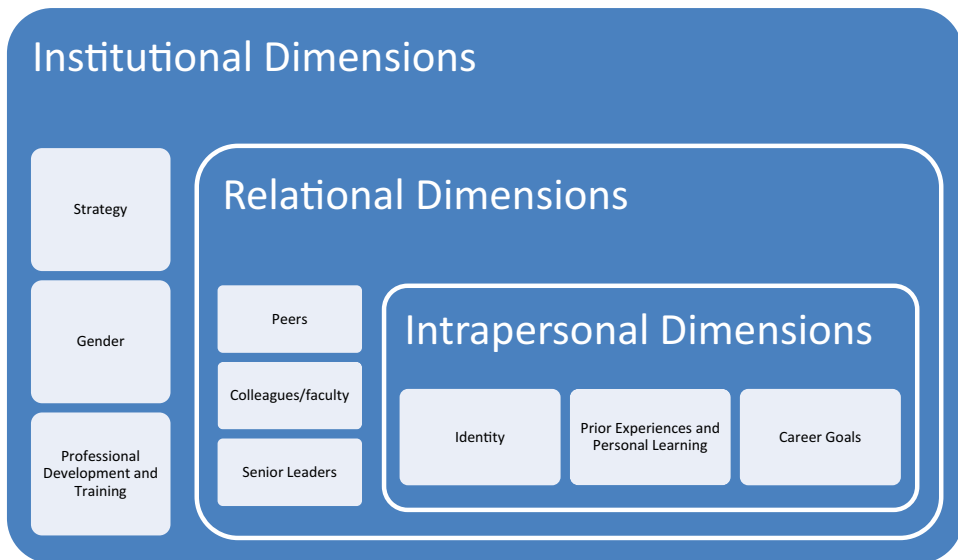 Institutional Dimensions
Strategy
Gender
Professional
Development and
Training
Relational Dimensions
Peers
Colleagues/faculty
Senior Leaders
Intrapersonal Dimensions
Identity
Prior Experiences and
Personal Learning
Career Goals